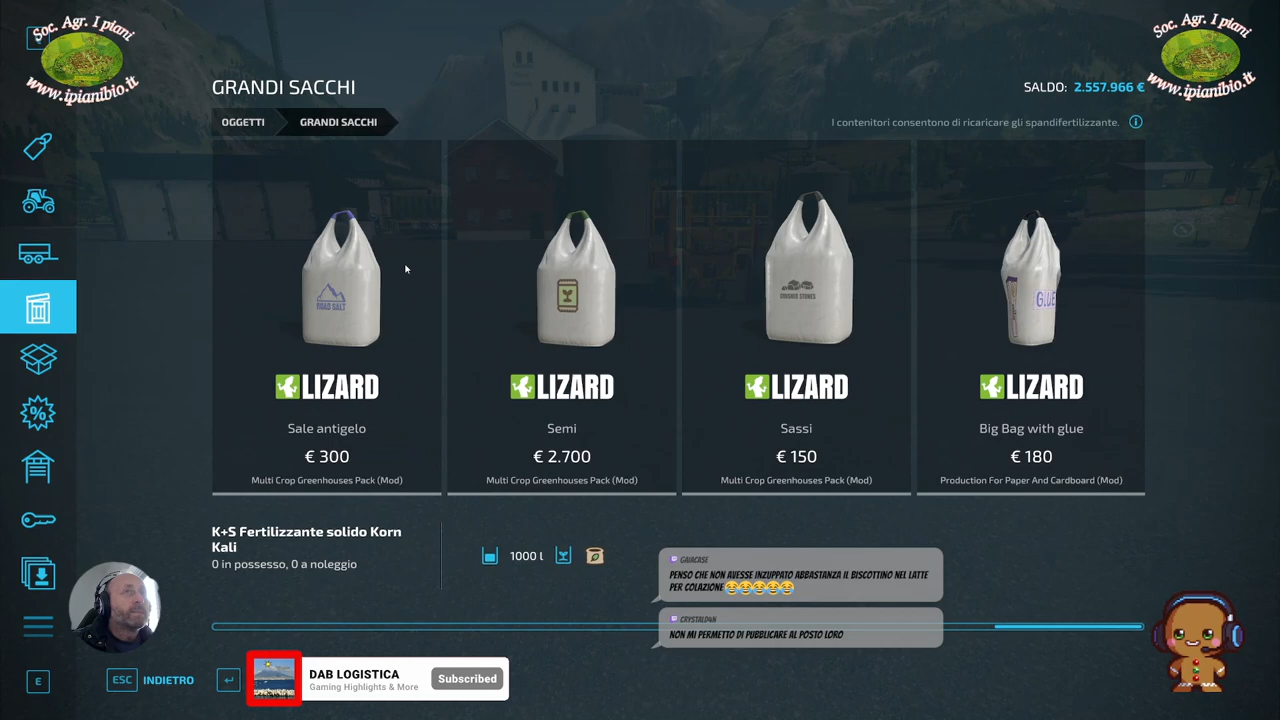 Soc. Agr. I piani
www.ipianibio.it
Soc. Agr. I piani
www.ipianibio.it
GRANDI SACCHI
SALDO: 2.557.966 €
OGGETTI
GRANDI SACCHI
I contenitori consentono di ricaricare gli spandifertilizzante.
ROAD SALT
CRUSHED STONES
GLUE
LIZARD
LIZARD
LIZARD
LIZARD
Sale antigelo
Semi
Sassi
Big Bag with glue
€ 300
€ 2.700
€ 150
€ 180
Multi Crop Greenhouses Pack (Mod)
Multi Crop Greenhouses Pack (Mod)
Multi Crop Greenhouses Pack (Mod)
Production For Paper And Cardboard (Mod)
K+S Fertilizzante solido Korn
Kali
0 in possesso, 0 a noleggio
1000 l
GAIACASE
PENSO CHE NON AVESSE INZUPPATO ABBASTANZA IL BISCOTTINO NEL LATTE
PER COLAZIONE 😂😂😂😂😂
CRYSTALD4N
NON MI PERMETTO DI PUBBLICARE AL POSTO LORO
E
ESC
INDIETRO
DAB LOGISTICA
Gaming Highlights & More
Subscribed